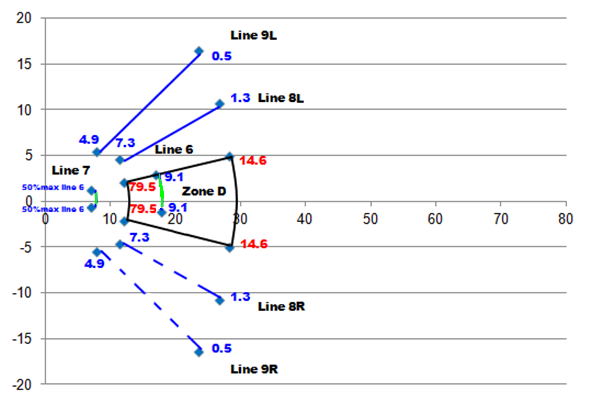 20
Line 9L
0.5
15
10
1.3 Line 8L
4.9 7.3
Line 6
5
14.6
Line 7
9.1
50%max line 6
79.5
Zone D
0
50%max line 6
79.5
9.1
0 10 20 30 40 50 60 70 80
-5
7.3
14.6
4.9
-10
1.3
Line 8R
-15
0.5
Line 9R
-20